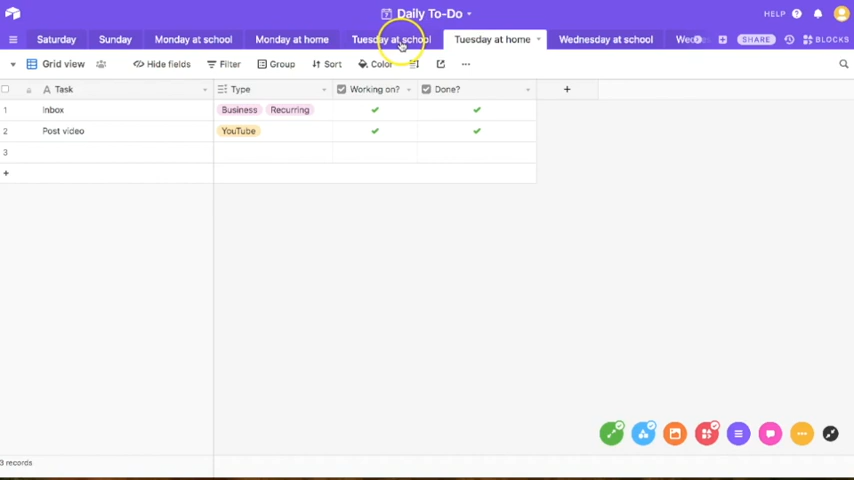 Daily To-Do
HELP
Saturday Sunday Monday at school Monday at home Tuesday at school Tuesday at home Wednesday at school SHARE BLOCKS
Grid view Hide fields Filter Group Sort Color
Task Type Working on? Done?
1 Inbox Business Recurring
2 Post video YouTube
3
3 records